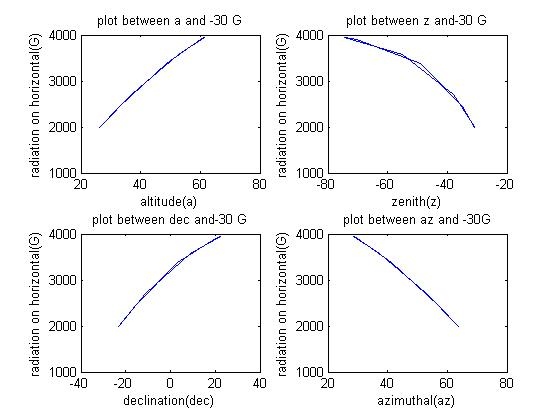 plot between a and -30 G
4000
3000
2000
1000
radiation on horizontal(G)
20
40
60
80
altitude(a)
plot between z and-30 G
4000
3000
2000
1000
radiation on horizontal(G)
-80
-60
-40
-20
zenith(z)
plot between dec and-30 G
4000
3000
2000
1000
radiation on horizontal(G)
-40
-20
0
20
40
declination(dec)
plot between az and -30G
4000
3000
2000
1000
radiation on horizontal(G)
20
40
60
80
azimuthal(az)